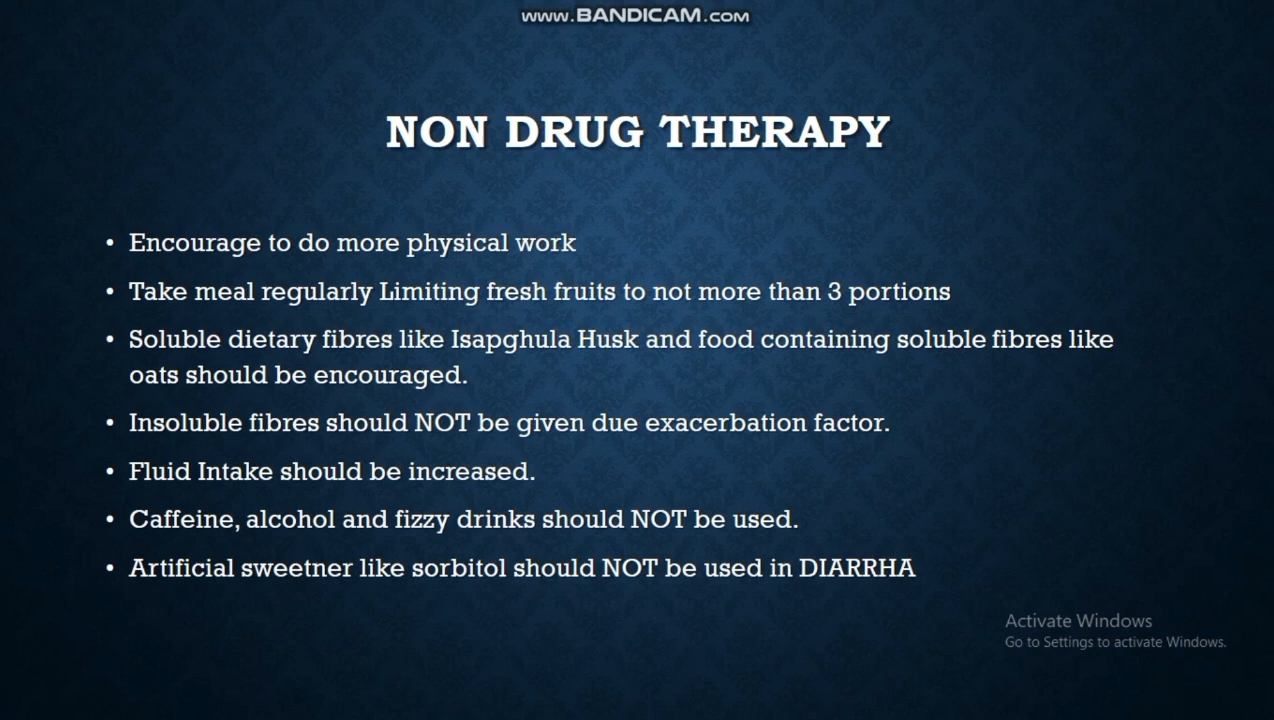 www.BANDICAM.com
NON DRUG THERAPY
• Encourage to do more physical work
• Take meal regularly Limiting fresh fruits to not more than 3 portions
• Soluble dietary fibres like Isapghula Husk and food containing soluble fibres like
oats should be encouraged.
• Insoluble fibres should NOT be given due exacerbation factor.
• Fluid Intake should be increased.
• Caffeine, alcohol and fizzy drinks should NOT be used.
• Artificial sweetner like sorbitol should NOT be used in DIARRHA
Activate Windows
Go to Settings to activate Windows.